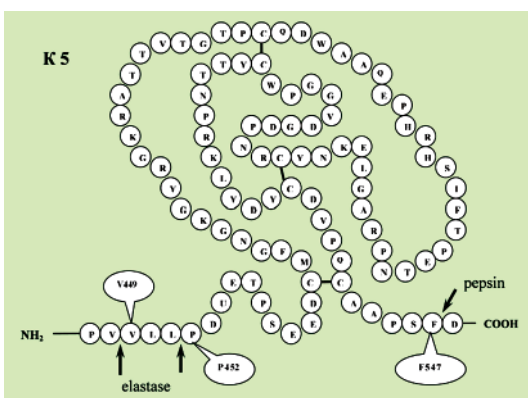 K 5
NH₂
P V V L L P D U E T P S E E D C M F G N G K G Y R G K R A T T V T G T P C Q D W A A Q E P H R H S I F T P E T N P R A G L E K N Y C R N P D G D V G G P W C V T T N P R K L V D Y C D V P Q C A A P S F D
COOH
V449
elastase
P452
F547
pepsin